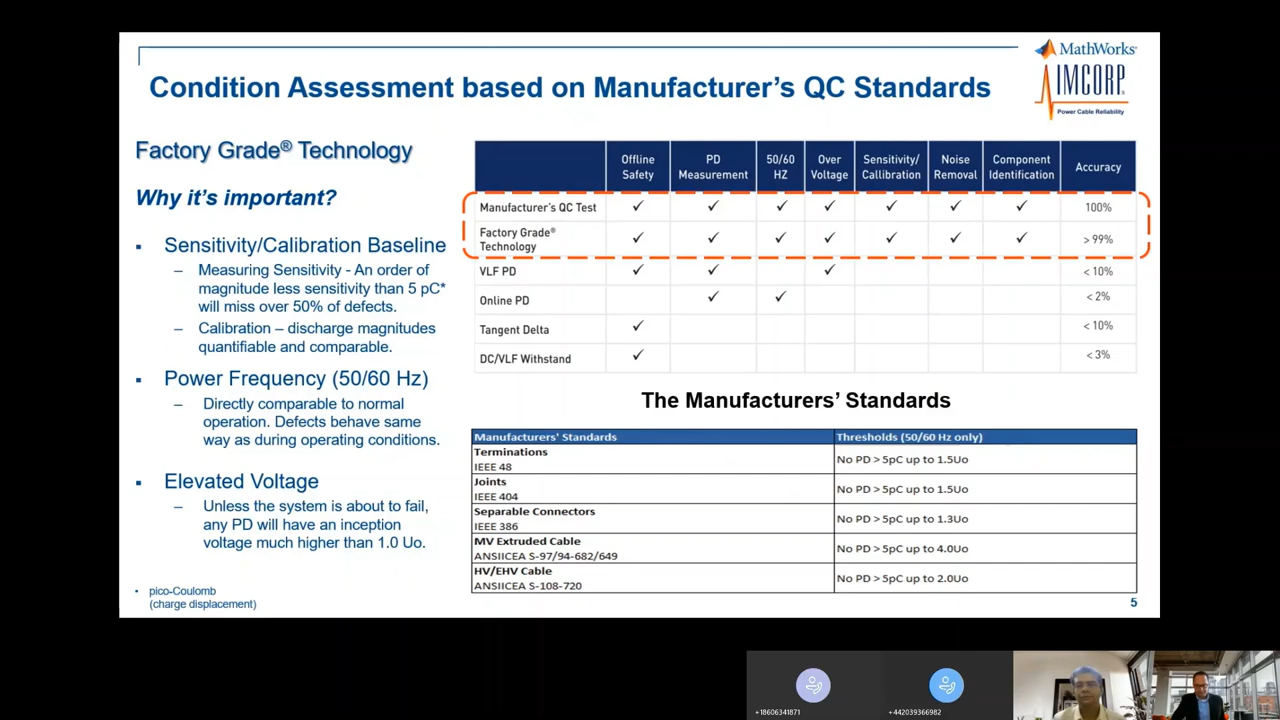 MathWorks®
IMCORP®
Power Cable Reliability
Condition Assessment based on Manufacturer's QC Standards
Factory Grade® Technology
Why it's important?
▪ Sensitivity/Calibration Baseline
– Measuring Sensitivity - An order of
magnitude less sensitivity than 5 pC*
will miss over 50% of defects.
– Calibration – discharge magnitudes
quantifiable and comparable.
▪ Power Frequency (50/60 Hz)
– Directly comparable to normal
operation. Defects behave same
way as during operating conditions.
▪ Elevated Voltage
– Unless the system is about to fail,
any PD will have an inception
voltage much higher than 1.0 Uo.
• pico-Coulomb
(charge displacement)
Offline Safety PD Measurement 50/60 HZ Over Voltage Sensitivity/ Callibration Noise Removal Component Identification Accuracy
Manufacturer's QC Test ✓ ✓ ✓ ✓ ✓ ✓ ✓ 100%
Factory Grade® Technology ✓ ✓ ✓ ✓ ✓ ✓ ✓ > 99%
VLF PD ✓ ✓ ✓ < 10%
Online PD ✓ ✓ < 2%
Tangent Delta ✓ < 10%
DC/VLF Withstand ✓ < 3%
The Manufacturers' Standards
Manufacturers' Standards Thresholds (50/60 Hz only)
Terminations
IEEE 48 No PD > 5pC up to 1.5Uo
Joints
IEEE 404 No PD > 5pC up to 1.5Uo
Separable Connectors
IEEE 386 No PD > 5pC up to 1.3Uo
MV Extruded Cable
ANSIICEA S-97/94-682/649 No PD > 5pC up to 4.0Uo
HV/EHV Cable
ANSIICEA S-108-720 No PD > 5pC up to 2.0Uo
5
+18606341871
+442039366982